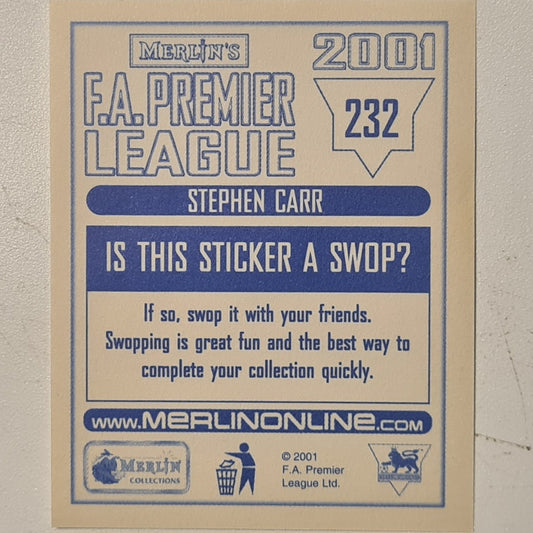 MERLIN'S
2001
F.A. PREMIER
LEAGUE
232
STEPHEN CARR
IS THIS STICKER A SWOP?
If so, swop it with your friends.
Swopping is great fun and the best way to
complete your collection quickly.
WWW.MERLINONLINE.COM
MERLIN
COLLECTIONS
© 2001
F.A. Premier
League Ltd.